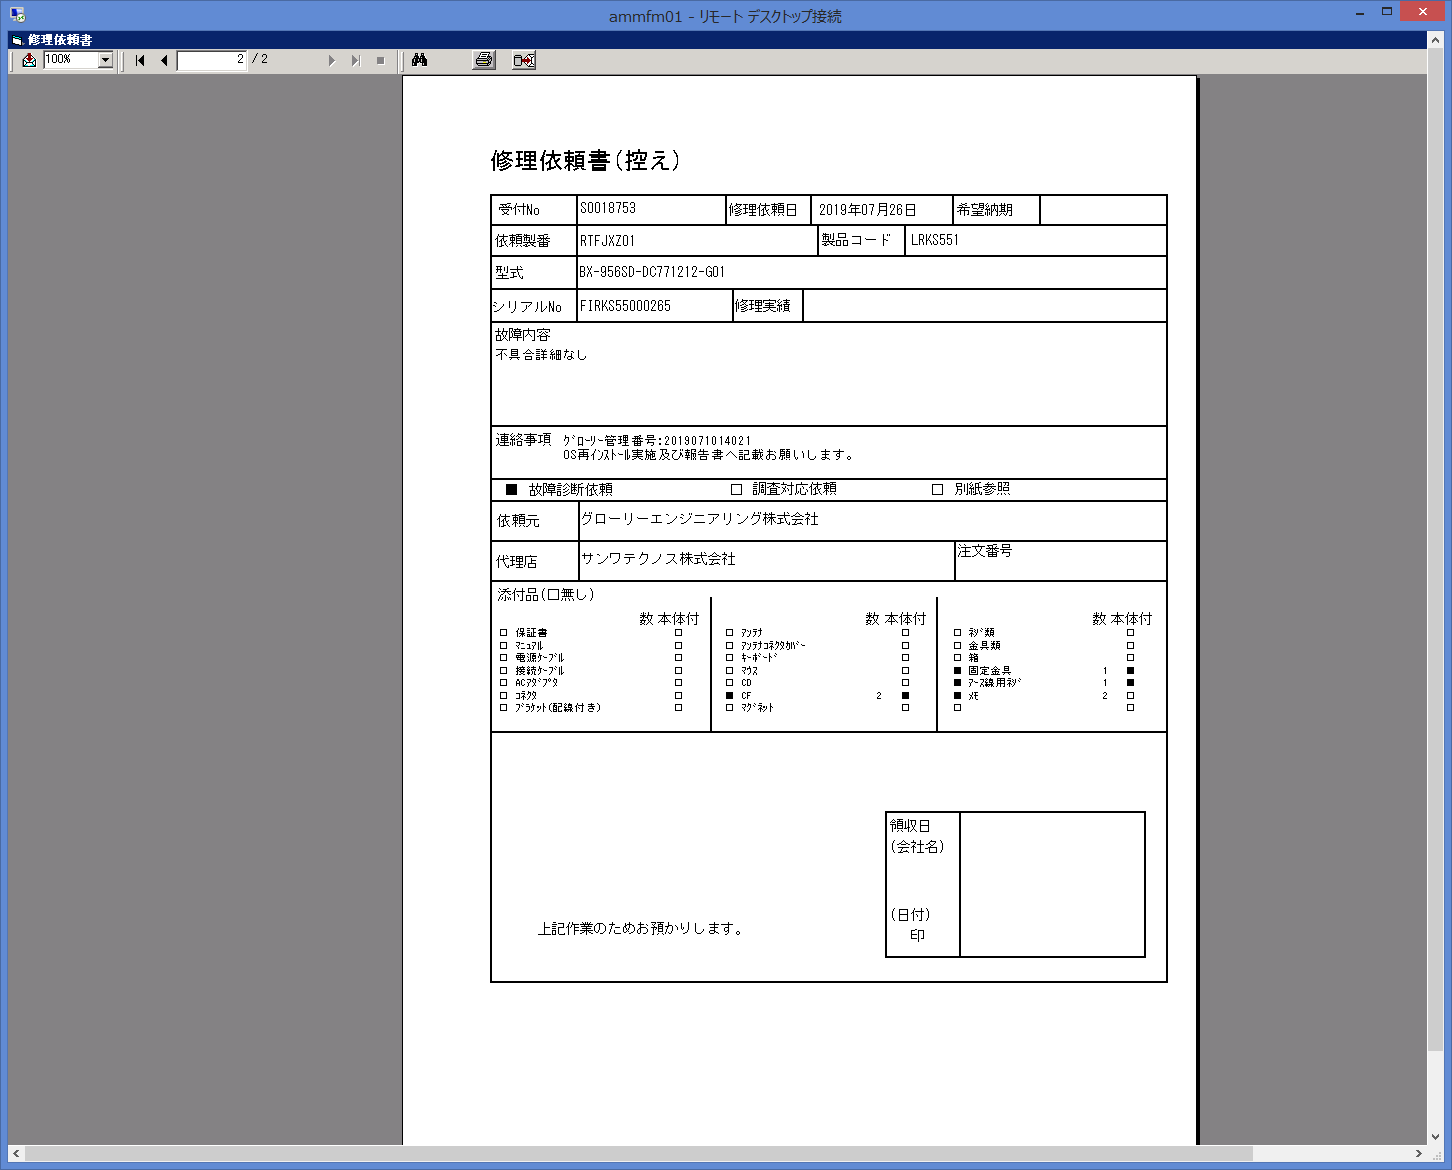 ammfm01 - リモート デスクトップ接続
修理依頼書
100%
2 / 2
修理依頼書(控え)
受付No S0018753 修理依頼日 2019年07月26日 希望納期
依頼製番 RTFJXZ01 製品コード LRKS551
型式 BX-956SD-DC771212-G01
シリアルNo FIRKS55000265 修理実績
故障内容
不具合詳細なし
連絡事項 ｸﾞﾛｰﾘｰ管理番号:2019071014021
OS再ｲﾝｽﾄｰﾙ実施及び報告書へ記載お願いします。
■ 故障診断依頼 □ 調査対応依頼 □ 別紙参照
依頼元 グローリーエンジニアリング株式会社
代理店 サンワテクノス株式会社 注文番号
添付品(口無し)
数 本体付 数 本体付 数 本体付
□ 保証書 □ □ ｱﾝﾃﾅ □ □ ﾈｼﾞ類 □
□ ﾏﾆｭｱﾙ □ □ ｱﾝﾃﾅｺﾈｸﾀｶﾊﾞｰ □ □ 金具類 □
□ 電源ｹｰﾌﾞﾙ □ □ ｷｰﾎﾞｰﾄﾞ □ □ 箱 □
□ 接続ｹｰﾌﾞﾙ □ □ ﾏｳｽ □ ■ 固定金具 1 ■
□ ACｱﾀﾞﾌﾟﾀ □ □ CD □ ■ ｱｰｽ線用ﾈｼﾞ 1 ■
□ ｺﾈｸﾀ □ ■ CF 2 ■ ■ ﾒﾓ 2 □
□ ﾌﾞﾗｹｯﾄ(配線付き) □ □ ﾏｸﾞﾈｯﾄ □ □ □
領収日
(会社名)
(日付)
上記作業のためお預かりします。
印